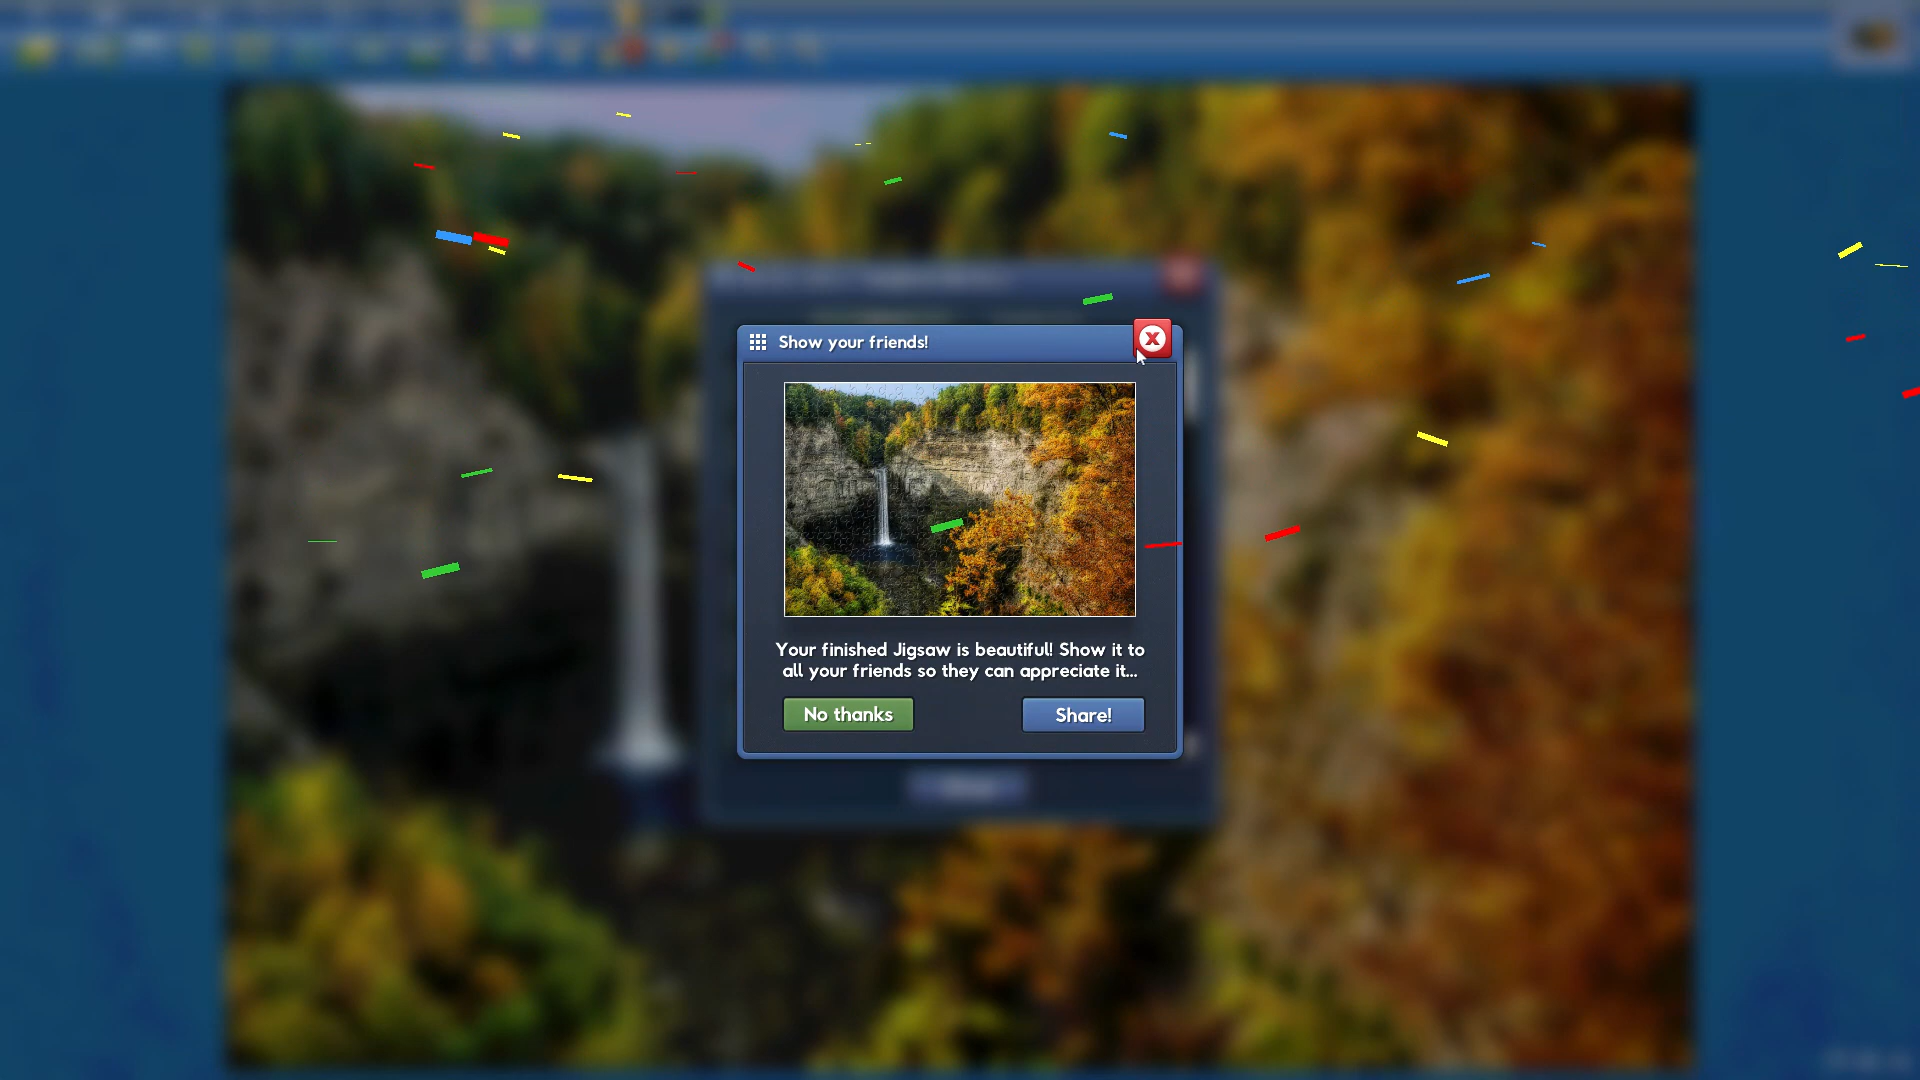 Show your friends!
Your finished Jigsaw is beautiful! Show it to
all your friends so they can appreciate it...
No thanks
Share!